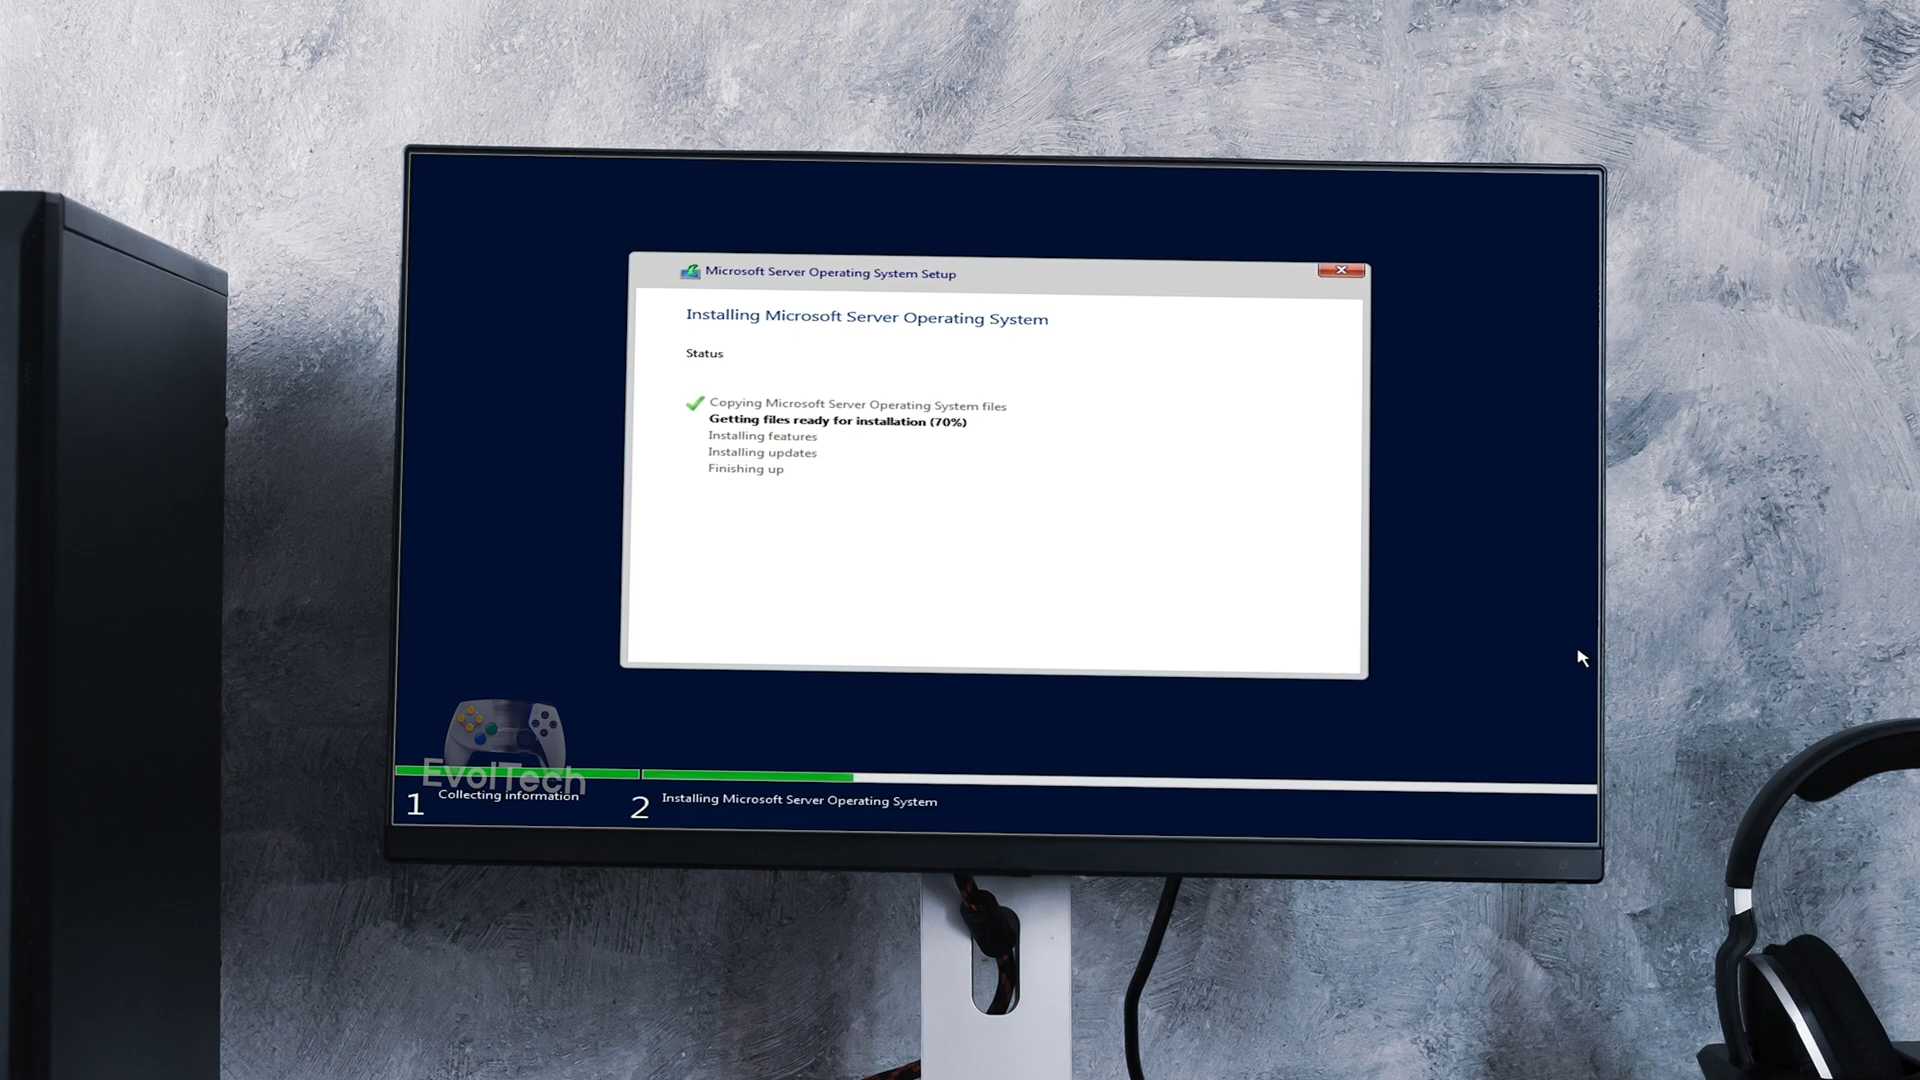 Microsoft Server Operating System Setup
Installing Microsoft Server Operating System
Status
Copying Microsoft Server Operating System files
Getting files ready for installation (70%)
Installing features
Installing updates
Finishing up
EvolTech
1 Collecting information
2 Installing Microsoft Server Operating System